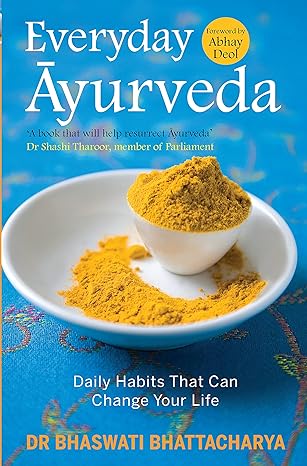 Everyday
Foreword by
Abhay
Deol
Āyurveda
'A book that will help resurrect Āyurveda'
Dr Shashi Tharoor, member of Parliament
Daily Habits That Can
Change Your Life
DR BHASWATI BHATTACHARYA